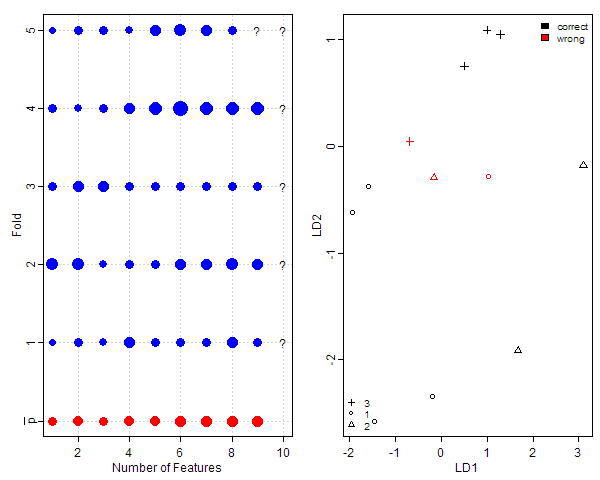 5
4
3
2
1
p̅
Fold
? ?
?
?
?
?
2 4 6 8 10
Number of Features
correct
wrong
1
0
-1
-2
LD2
3
1
2
-2 -1 0 1 2 3
LD1